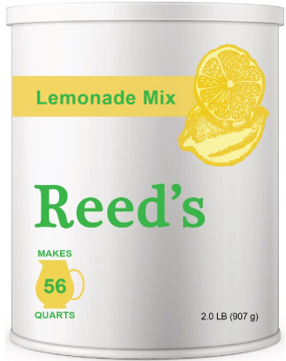 Lemonade Mix
Reed's
MAKES
56
QUARTS
2.0 LB (907 g)